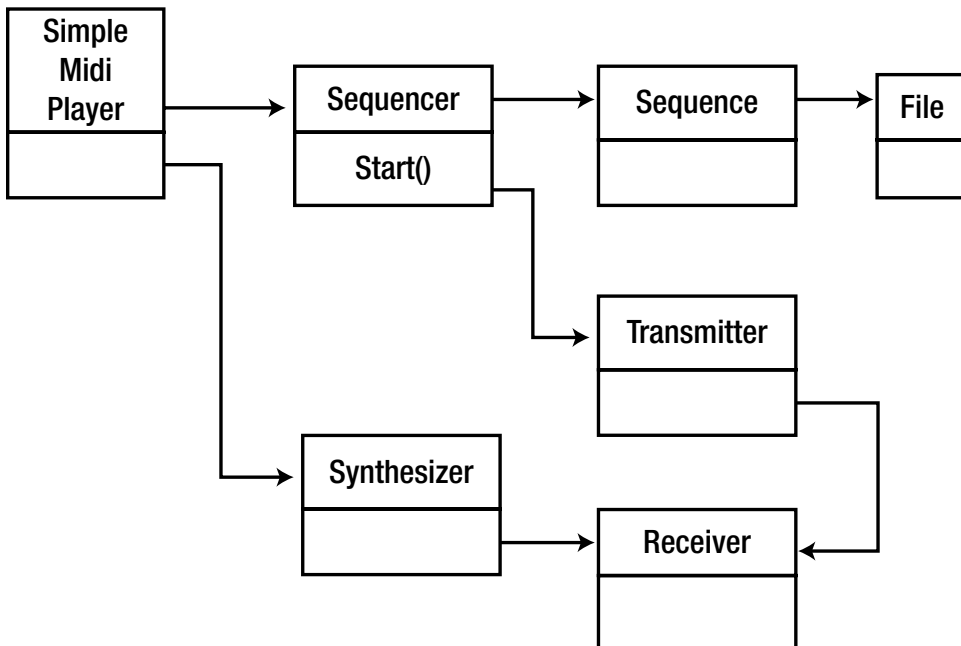 Simple
Midi
Player
Sequencer
Start()
Sequence
File
Transmitter
Synthesizer
Receiver